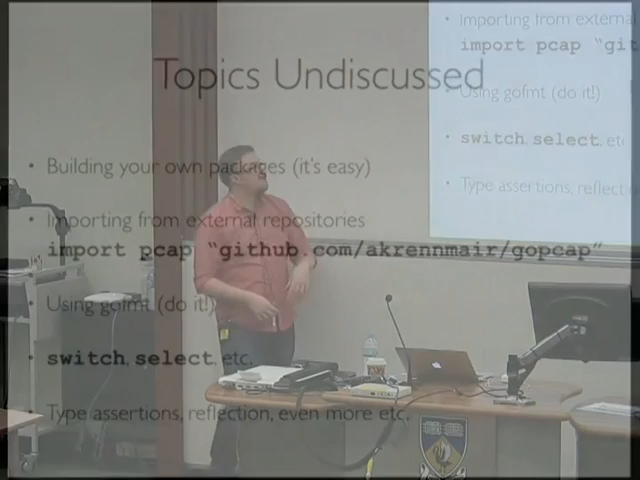 Topics Undiscussed
• Building your own packages (it's easy)
• Importing from external repositories
import pcap "github.com/akrennmair/gopcap"
• Using gofmt (do it!)
• switch, select, etc.
• Type assertions, reflection, even more etc.
• Importing from external
import pcap "git
• Using gofmt (do it!)
• switch, select, etc
• Type assertions, reflectio